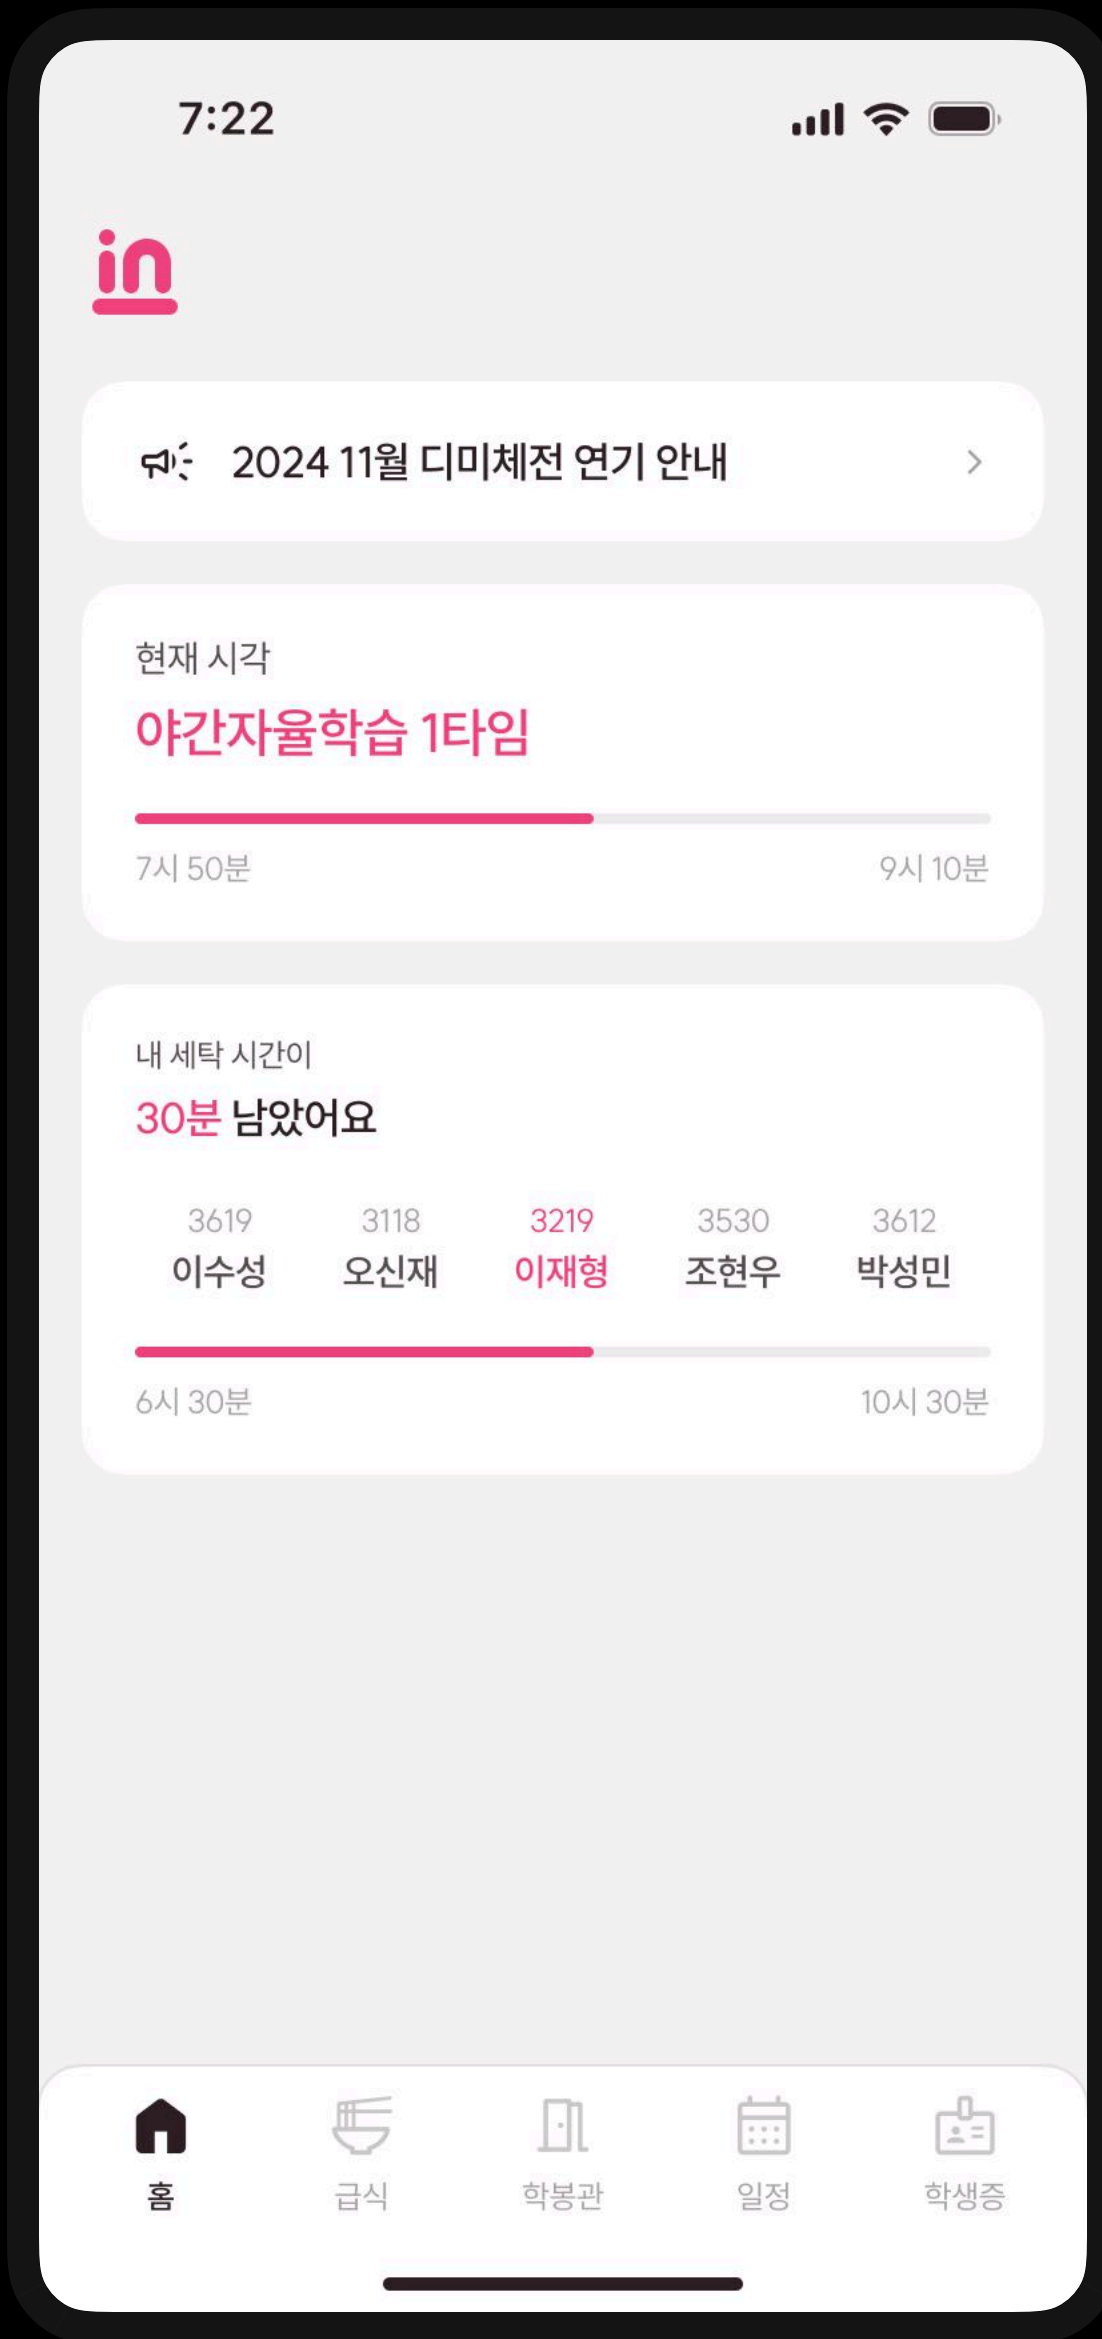 7:22
in
2024 11월 디미체전 연기 안내
현재 시각
야간자율학습 1타임
7시 50분 9시 10분
내 세탁 시간이
30분 남았어요
3619 3118 3219 3530 3612
이수성 오신재 이재형 조현우 박성민
6시 30분 10시 30분
홈 급식 학봉관 일정 학생증